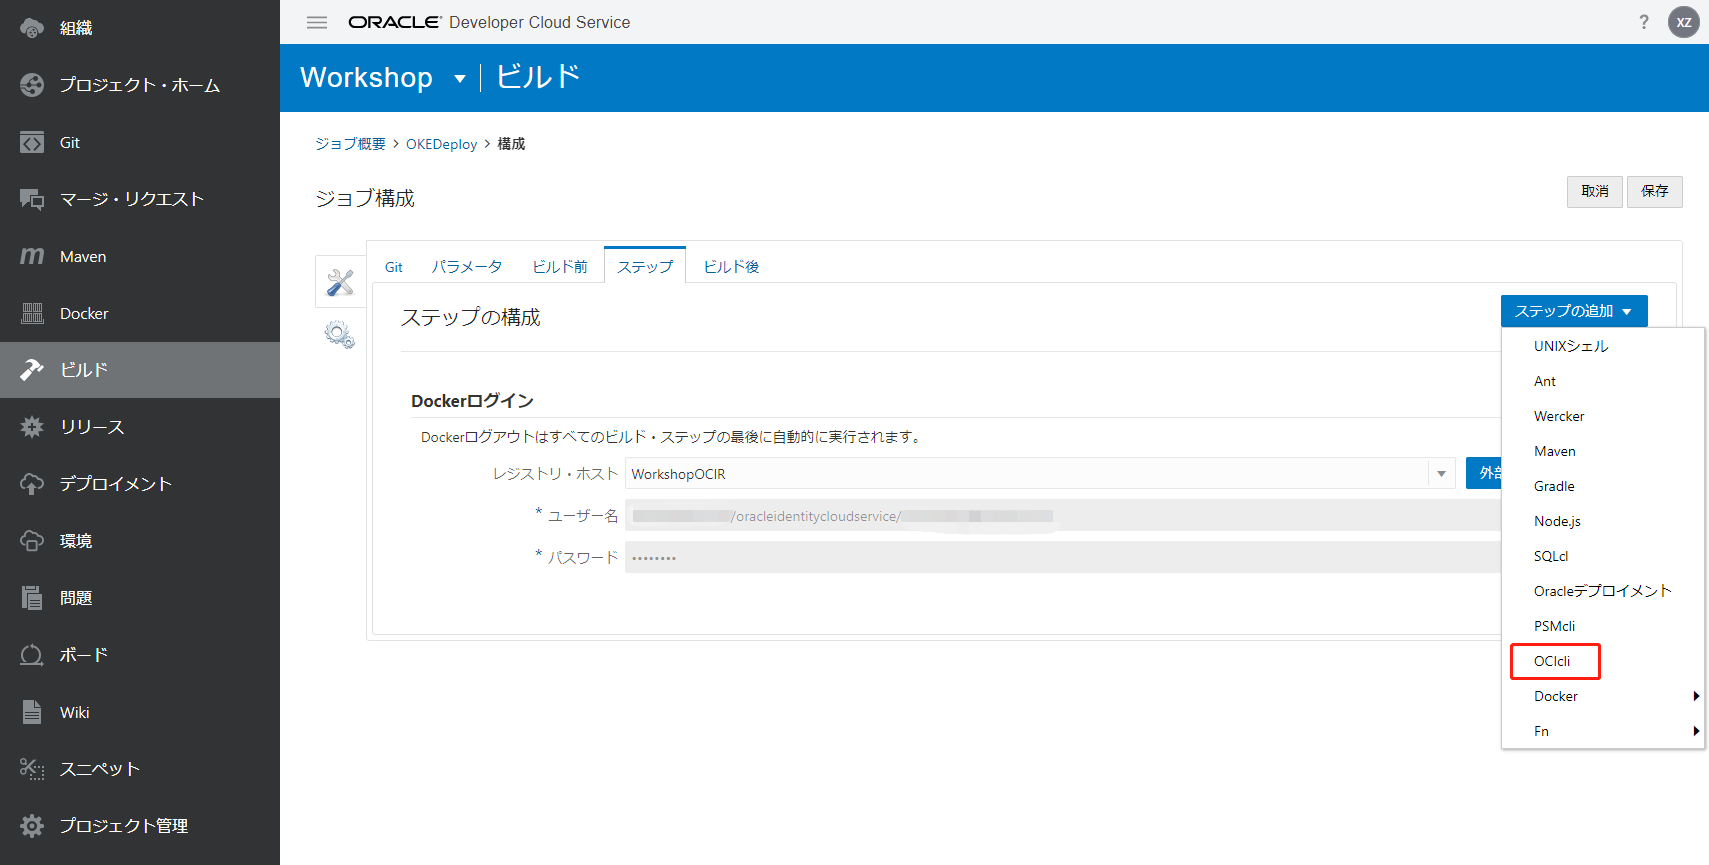 組織
プロジェクト・ホーム
Git
マージ・リクエスト
Maven
Docker
ビルド
リリース
デプロイメント
環境
問題
ボード
Wiki
スニペット
プロジェクト管理
ORACLE Developer Cloud Service
?
XZ
Workshop ビルド
ジョブ概要 > OKEDeploy > 構成
ジョブ構成
取消 保存
Git パラメータ ビルド前 ステップ ビルド後
ステップの構成
ステップの追加
UNIXシェル
Ant
Wercker
Maven
Gradle
Node.js
SQLcl
Oracleデプロイメント
PSMcli
OCIcli
Docker
Fn
Dockerログイン
Dockerログアウトはすべてのビルド・ステップの最後に自動的に実行されます。
レジストリ・ホスト WorkshopOCIR
* ユーザー名 /oracleidentitycloudservice/
* パスワード ••••••••